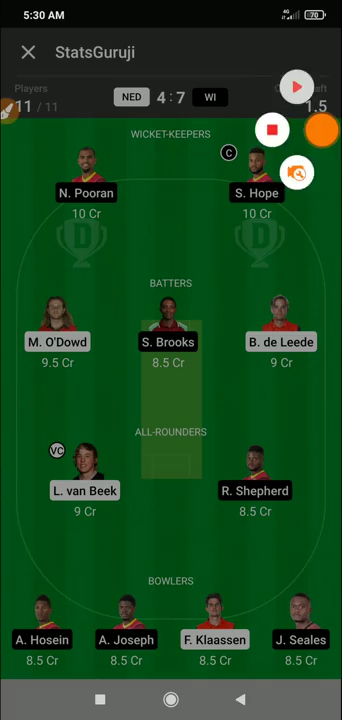 5:30 AM
4G
70
StatsGuruji
Players
11 / 11
NED 4 : 7 WI
1.5
WICKET-KEEPERS
C
N. Pooran
S. Hope
10 Cr
10 Cr
D
D
BATTERS
M. O'Dowd
S. Brooks
B. de Leede
9.5 Cr
8.5 Cr
9 Cr
ALL-ROUNDERS
VC
L. van Beek
R. Shepherd
9 Cr
8.5 Cr
BOWLERS
A. Hosein
A. Joseph
F. Klaassen
J. Seales
8.5 Cr
8.5 Cr
8.5 Cr
8.5 Cr